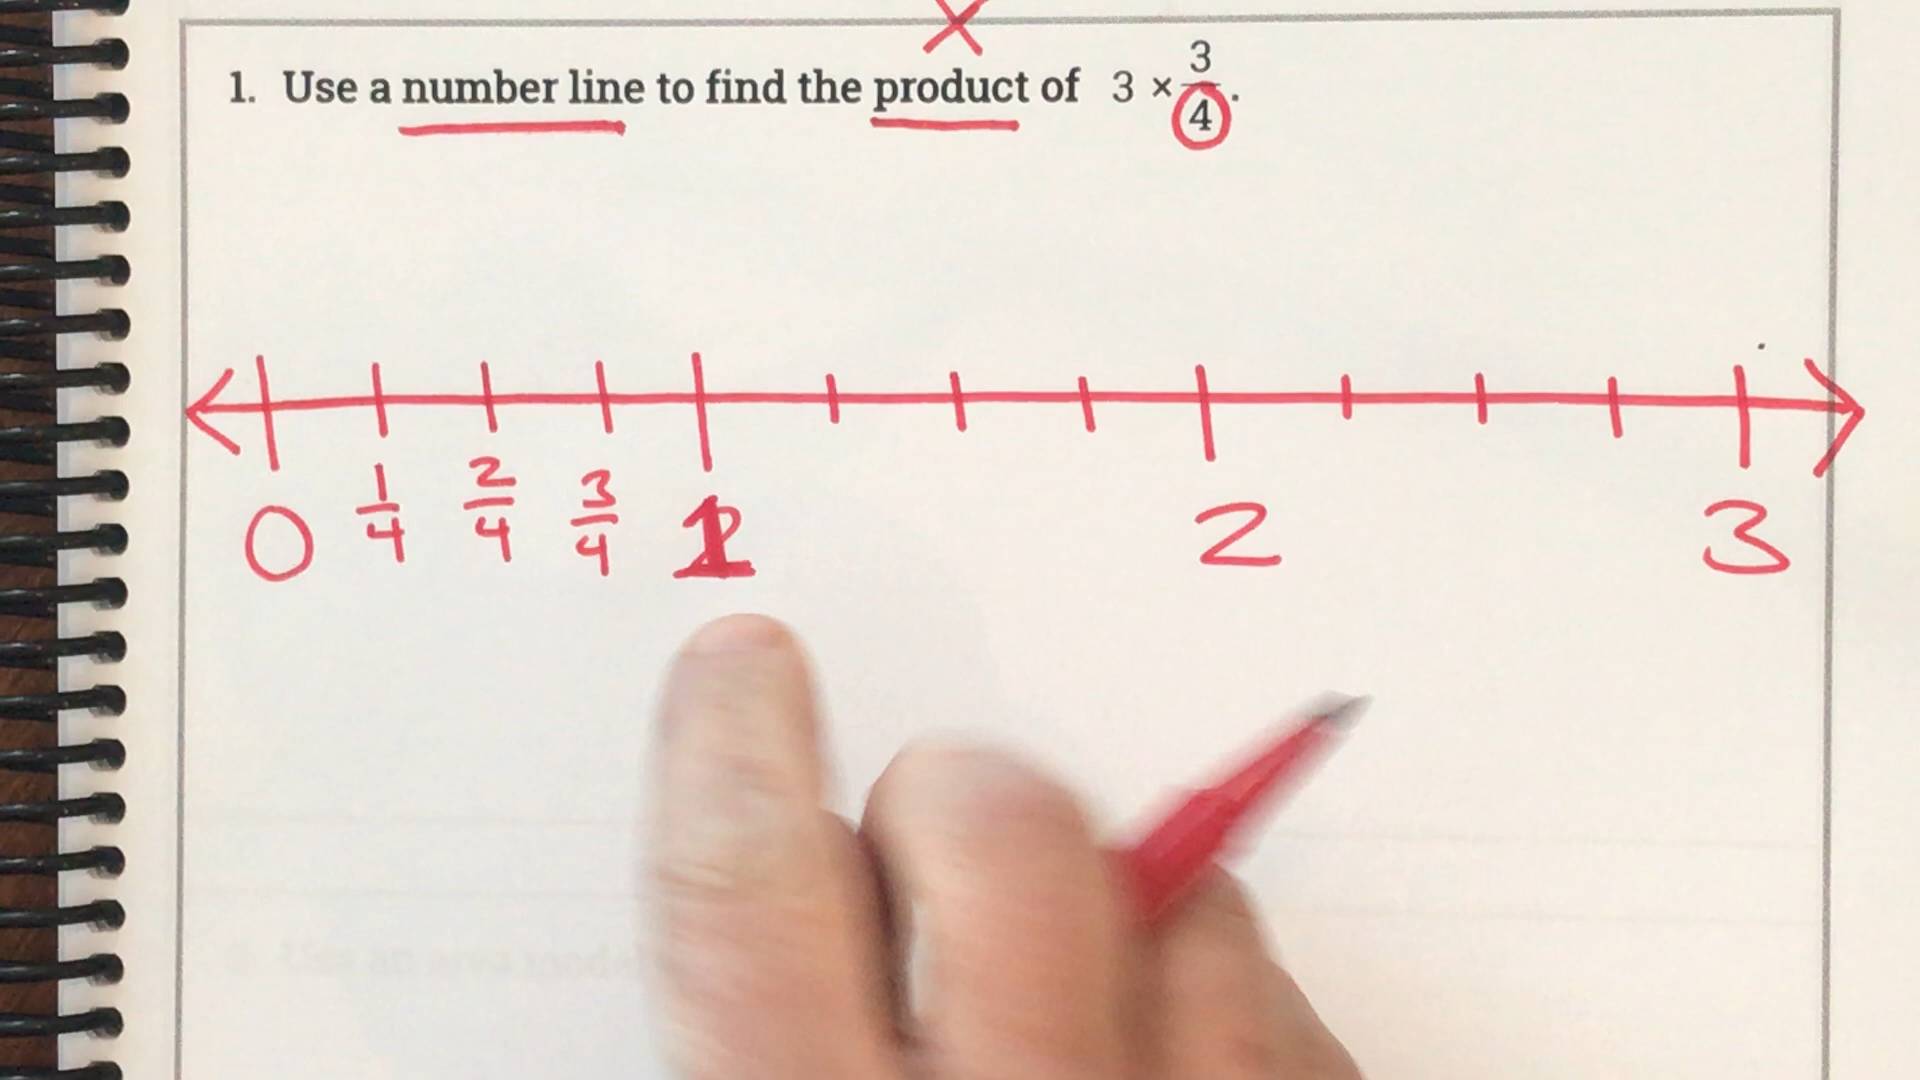 ×
1. Use a number line to find the product of 3 × 3/4.
0 1/4 2/4 3/4 1 2 3